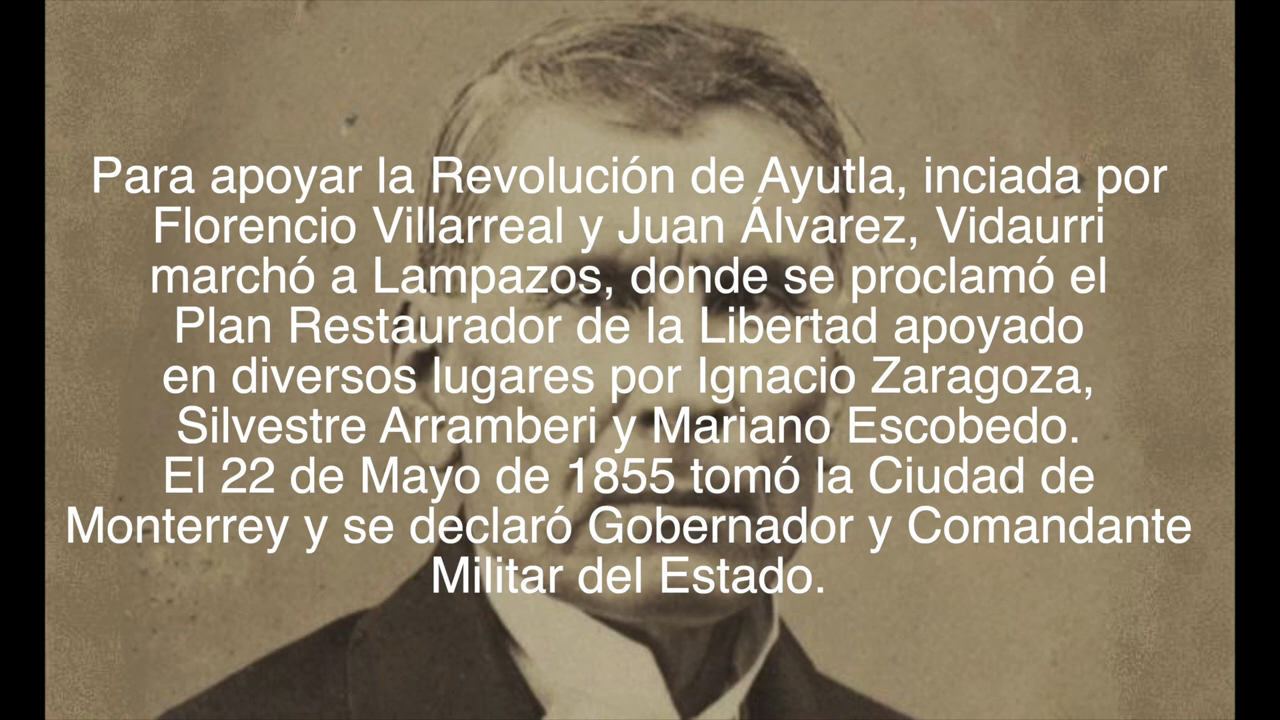 Para apoyar la Revolución de Ayutla, inciada por
Florencio Villarreal y Juan Álvarez, Vidaurri
marchó a Lampazos, donde se proclamó el
Plan Restaurador de la Libertad apoyado
en diversos lugares por Ignacio Zaragoza,
Silvestre Arramberi y Mariano Escobedo.
El 22 de Mayo de 1855 tomó la Ciudad de
Monterrey y se declaró Gobernador y Comandante
Militar del Estado.